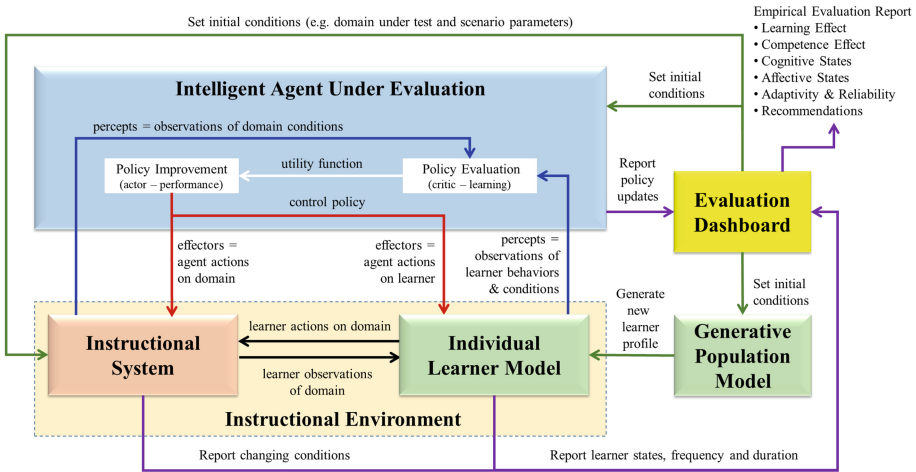 Set initial conditions (e.g. domain under test and scenario parameters)
Empirical Evaluation Report
• Learning Effect
• Competence Effect
• Cognitive States
• Affective States
• Adaptivity & Reliability
• Recommendations
Intelligent Agent Under Evaluation
Set initial
conditions
percepts = observations of domain conditions
Policy Improvement
(actor – performance)
utility function
Policy Evaluation
(critic – learning)
control policy
Report
policy
updates
Evaluation
Dashboard
effectors =
agent actions
on domain
effectors =
agent actions
on learner
percepts =
observations of
learner behaviors
& conditions
Set initial
conditions
Generate
new
learner
profile
Instructional
System
learner actions on domain
learner observations
of domain
Individual
Learner Model
Generative
Population
Model
Instructional Environment
Report changing conditions
Report learner states, frequency and duration